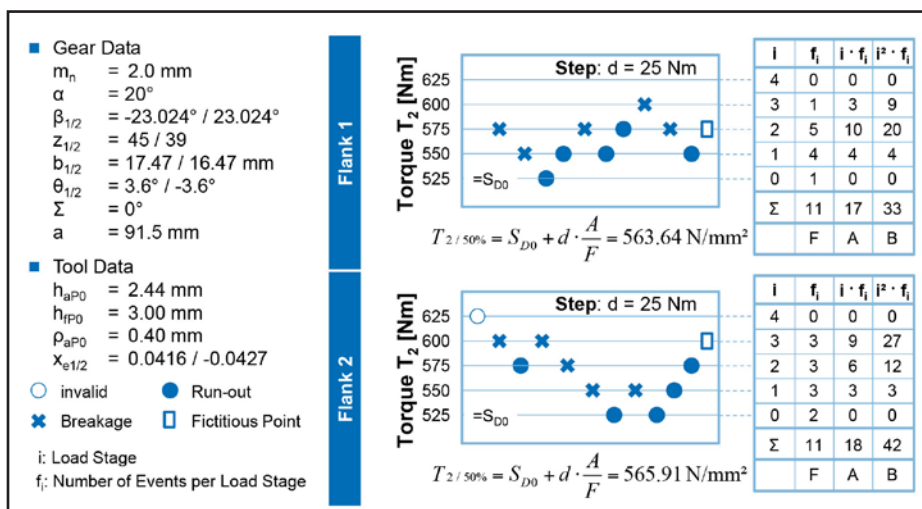 ■ Gear Data
mₙ = 2.0 mm
α = 20°
β₁/₂ = -23.024° / 23.024°
z₁/₂ = 45 / 39
b₁/₂ = 17.47 / 16.47 mm
θ₁/₂ = 3.6° / -3.6°
Σ = 0°
a = 91.5 mm
■ Tool Data
hₐP0 = 2.44 mm
hfP0 = 3.00 mm
ρₐP0 = 0.40 mm
xₑ₁/₂ = 0.0416 / -0.0427
invalid
Run-out
Breakage
Fictitious Point
i: Load Stage
fᵢ: Number of Events per Load Stage
Flank 1
Torque T₂ [Nm]
625
600
575
550
525
Step: d = 25 Nm
=S_D0
T 2/50% = S_D0 + d · A/F = 563.64 N/mm²
i fᵢ i · fᵢ i² · fᵢ
4 0 0 0
3 1 3 9
2 5 10 20
1 4 4 4
0 1 0 0
Σ 11 17 33
F A B
Flank 2
Torque T₂ [Nm]
625
600
575
550
525
Step: d = 25 Nm
=S_D0
T 2/50% = S_D0 + d · A/F = 565.91 N/mm²
i fᵢ i · fᵢ i² · fᵢ
4 0 0 0
3 3 9 27
2 3 6 12
1 3 3 3
0 2 0 0
Σ 11 18 42
F A B